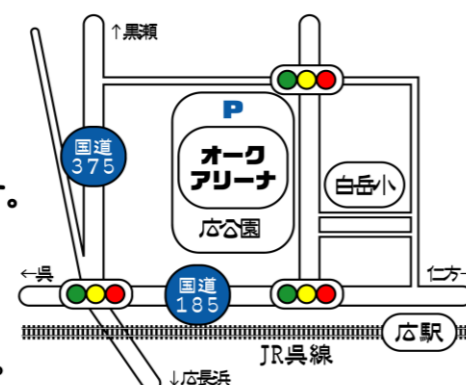 ↑黒瀬
P
国道
375
オーク
アリーナ
白岳小
す。
広公園
←呉
国道
185
仁方→
広駅
JR呉線
↓広長浜